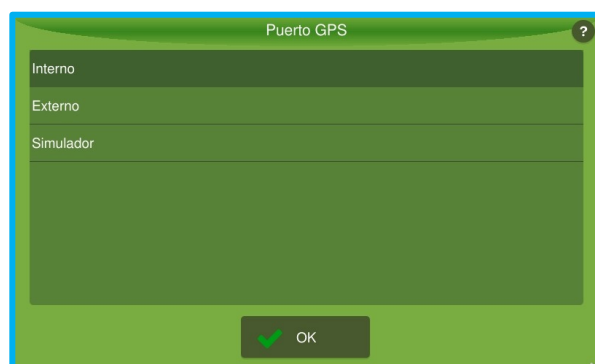 Puerto GPS
?
Interno
Externo
Simulador
OK